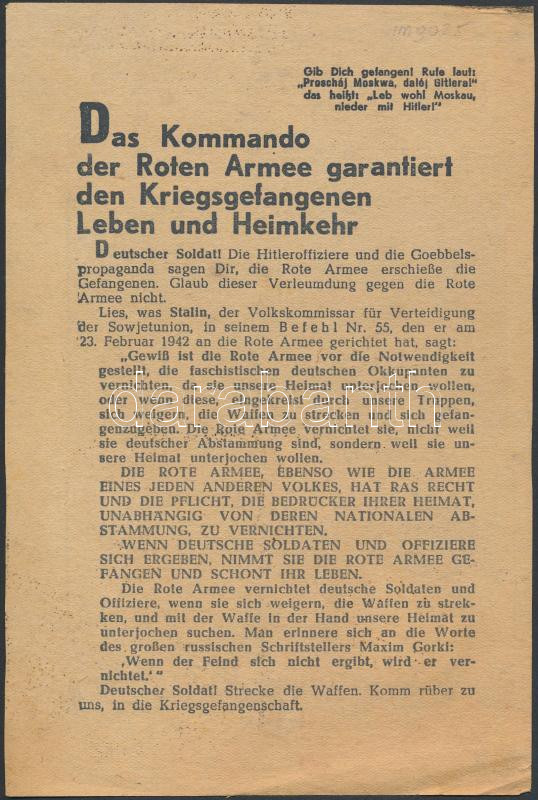 Gib Dich gefangen! Rufe laut:
„Proschaj Moskwa, dalój Gitlera!"
das heißt: „Leb wohl Moskau,
nieder mit Hitler!"
Das Kommando
der Roten Armee garantiert
den Kriegsgefangenen
Leben und Heimkehr
Deutscher Soldat! Die Hitleroffiziere und die Goebbels-
propaganda sagen Dir, die Rote Armee erschieße die
Gefangenen. Glaub dieser Verleumdung gegen die Rote
Armee nicht.
Lies, was Stalin, der Volkskommissar für Verteidigung
der Sowjetunion, in seinem Befehl Nr. 55, den er am
23. Februar 1942 an die Rote Armee gerichtet hat, sagt:
„Gewiß ist die Rote Armee vor die Notwendigkeit
gestellt, die faschistischen deutschen Okkupanten zu
vernichten, da sie unsere Heimat unterjochen wollen,
oder wenn diese, eingekreist durch unsere Truppen,
sich weigern, die Waffen zu strecken und sich gefan-
genzugeben. Die Rote Armee vernichtet sie, nicht weil
sie deutscher Abstammung sind, sondern weil sie un-
sere Heimat unterjochen wollen.
DIE ROTE ARMEE, EBENSO WIE DIE ARMEE
EINES JEDEN ANDEREN VOLKES, HAT RAS RECHT
UND DIE PFLICHT, DIE BEDRÜCKER IHRER HEIMAT,
UNABHÄNGIG VON DEREN NATIONALEN AB-
STAMMUNG, ZU VERNICHTEN.
WENN DEUTSCHE SOLDATEN UND OFFIZIERE
SICH ERGEBEN, NIMMT SIE DIE ROTE ARMEE GE-
FANGEN UND SCHONT IHR LEBEN.
Die Rote Armee vernichtet deutsche Soldaten und
Offiziere, wenn sie sich weigern, die Waffen zu strek-
ken, und mit der Waffe in der Hand unsere Heimat zu
unterjochen suchen. Man erinnere sich an die Worte
des großen russischen Schriftstellers Maxim Gorki:
‚Wenn der Feind sich nicht ergibt, wird er ver-
nichtet.'"
Deutscher Soldat! Strecke die Waffen. Komm rüber zu
uns, in die Kriegsgefangenschaft.
darabanth